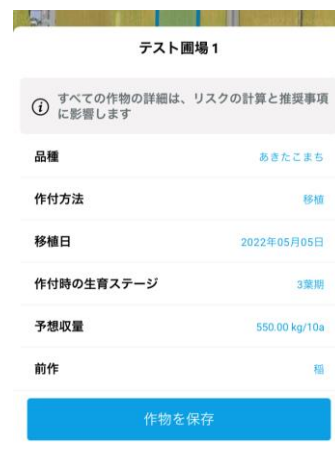 テスト圃場 1
すべての作物の詳細は、リスクの計算と推奨事項
に影響します
品種 あきたこまち
作付方法 移植
移植日 2022年05月05日
作付時の生育ステージ 3葉期
予想収量 550.00 kg/10a
前作 稲
作物を保存